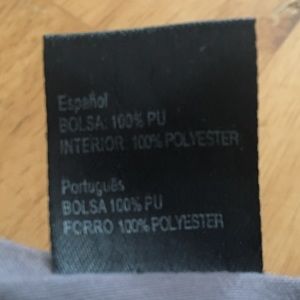 Español
BOLSA: 100% PU
INTERIOR: 100% POLYESTER
Português
BOLSA 100% PU
FORRO 100% POLYESTER